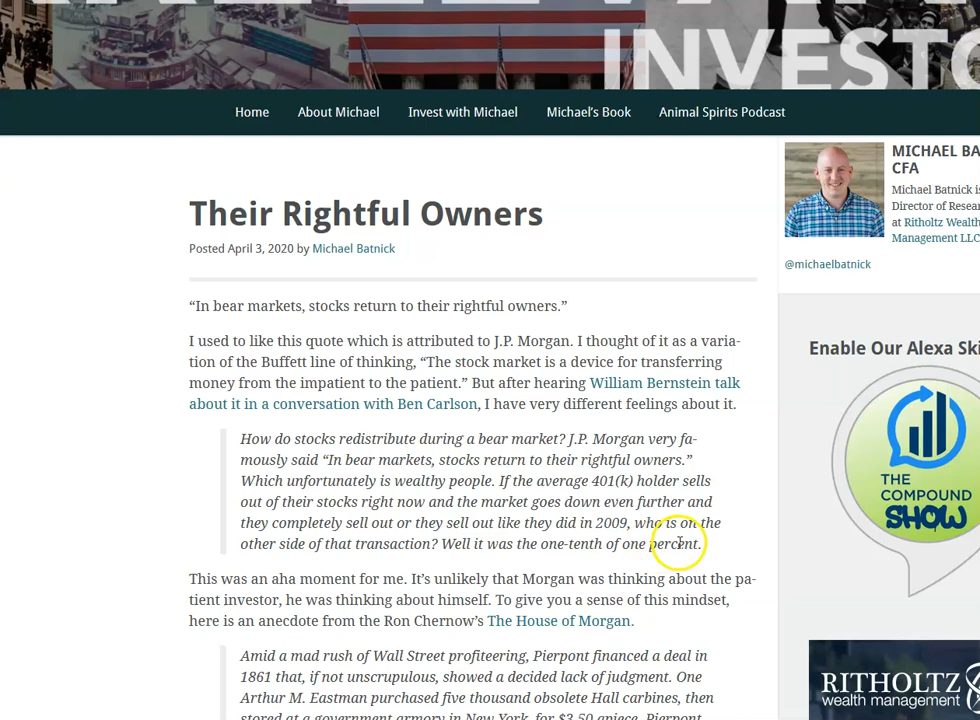 INVESTO
Home About Michael Invest with Michael Michael's Book Animal Spirits Podcast
Their Rightful Owners
Posted April 3, 2020 by Michael Batnick
“In bear markets, stocks return to their rightful owners.”
I used to like this quote which is attributed to J.P. Morgan. I thought of it as a varia-
tion of the Buffett line of thinking, “The stock market is a device for transferring
money from the impatient to the patient.” But after hearing William Bernstein talk
about it in a conversation with Ben Carlson, I have very different feelings about it.
How do stocks redistribute during a bear market? J.P. Morgan very fa-
mously said “In bear markets, stocks return to their rightful owners.”
Which unfortunately is wealthy people. If the average 401(k) holder sells
out of their stocks right now and the market goes down even further and
they completely sell out or they sell out like they did in 2009, who is on the
other side of that transaction? Well it was the one-tenth of one percent.
This was an aha moment for me. It’s unlikely that Morgan was thinking about the pa-
tient investor, he was thinking about himself. To give you a sense of this mindset,
here is an anecdote from the Ron Chernow’s The House of Morgan.
Amid a mad rush of Wall Street profiteering, Pierpont financed a deal in
1861 that, if not unscrupulous, showed a decided lack of judgment. One
Arthur M. Eastman purchased five thousand obsolete Hall carbines, then
stored at a government armory in New York, for $3.50 apiece. Pierpont
MICHAEL BA
CFA
Michael Batnick is
Director of Resear
at Ritholtz Wealth
Management LLC
@michaelbatnick
Enable Our Alexa Ski
THE
COMPOUND
SHOW
RITHOLTZ
wealth management